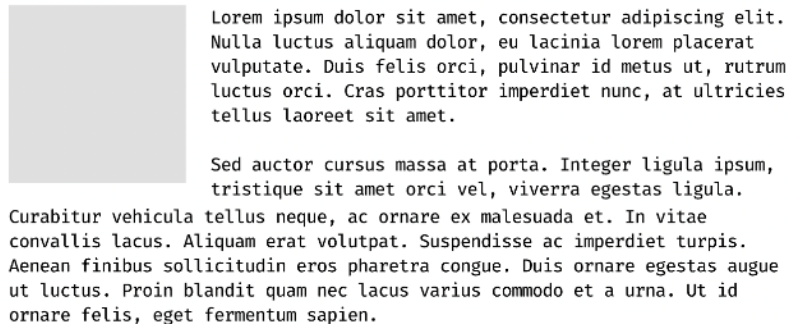 Lorem ipsum dolor sit amet, consectetur adipiscing elit.
Nulla luctus aliquam dolor, eu lacinia lorem placerat
vulputate. Duis felis orci, pulvinar id metus ut, rutrum
luctus orci. Cras porttitor imperdiet nunc, at ultricies
tellus laoreet sit amet.
Sed auctor cursus massa at porta. Integer ligula ipsum,
tristique sit amet orci vel, viverra egestas ligula.
Curabitur vehicula tellus neque, ac ornare ex malesuada et. In vitae
convallis lacus. Aliquam erat volutpat. Suspendisse ac imperdiet turpis.
Aenean finibus sollicitudin eros pharetra congue. Duis ornare egestas augue
ut luctus. Proin blandit quam nec lacus varius commodo et a urna. Ut id
ornare felis, eget fermentum sapien.